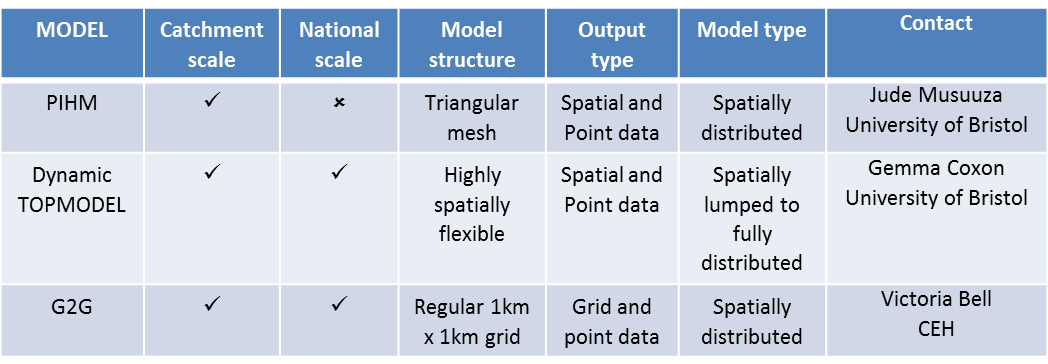 MODEL
Catchment
scale
National
scale
Model
structure
Output
type
Model type
Contact
PIHM
✓
×
Triangular
mesh
Spatial and
Point data
Spatially
distributed
Jude Musuuza
University of Bristol
Dynamic
TOPMODEL
✓
✓
Highly
spatially
flexible
Spatial and
Point data
Spatially
lumped to
fully
distributed
Gemma Coxon
University of Bristol
G2G
✓
✓
Regular 1km
x 1km grid
Grid and
point data
Spatially
distributed
Victoria Bell
CEH